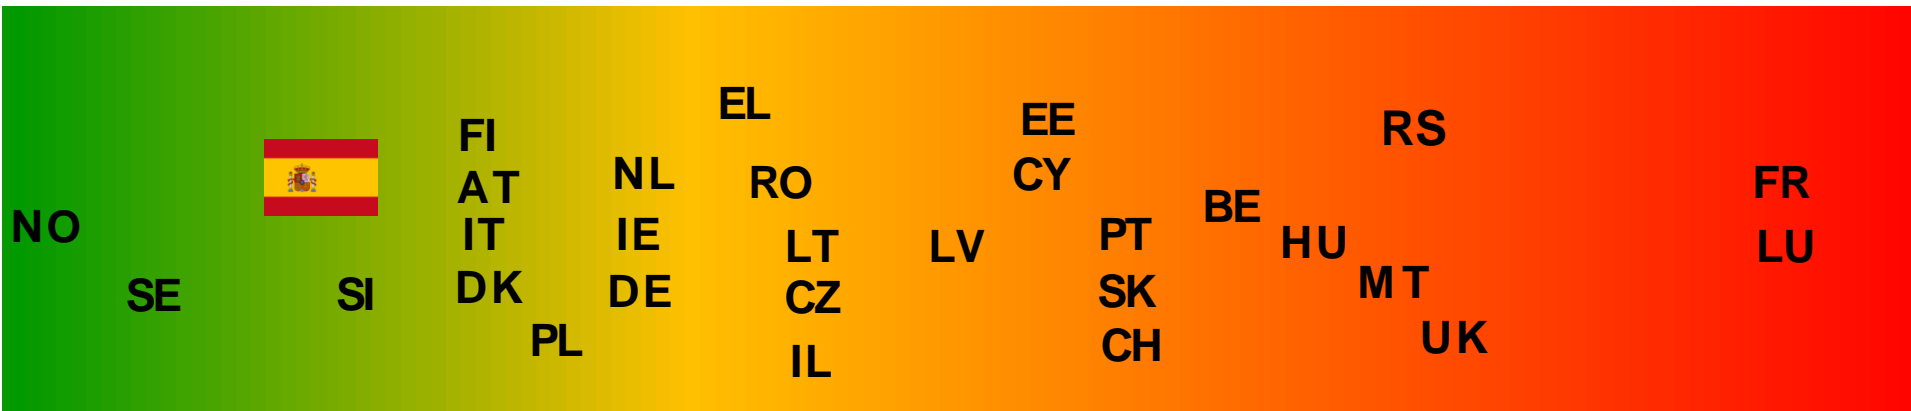 NO
SE
SI
FI
AT
IT
DK
PL
NL
IE
DE
EL
RO
LT
CZ
IL
LV
EE
CY
PT
SK
CH
BE
HU
RS
MT
UK
FR
LU